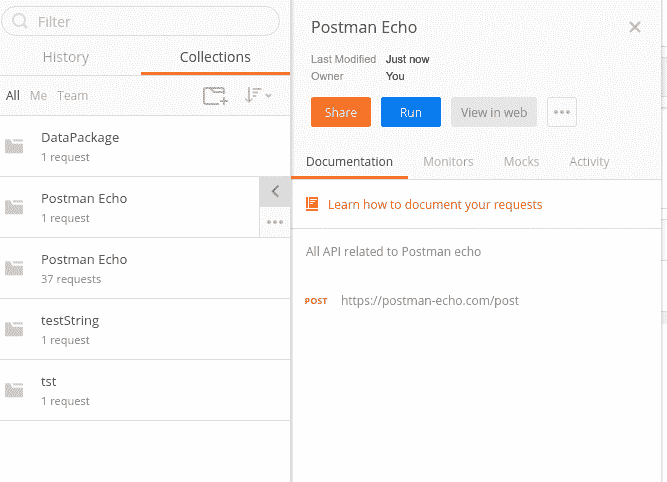 Filter
History Collections
All Me Team
DataPackage
1 request
Postman Echo
1 request
Postman Echo
37 requests
testString
1 request
tst
1 request
Postman Echo
Last Modified Just now
Owner You
Share Run View in web
Documentation Monitors Mocks Activity
Learn how to document your requests
All API related to Postman echo
POST https://postman-echo.com/post